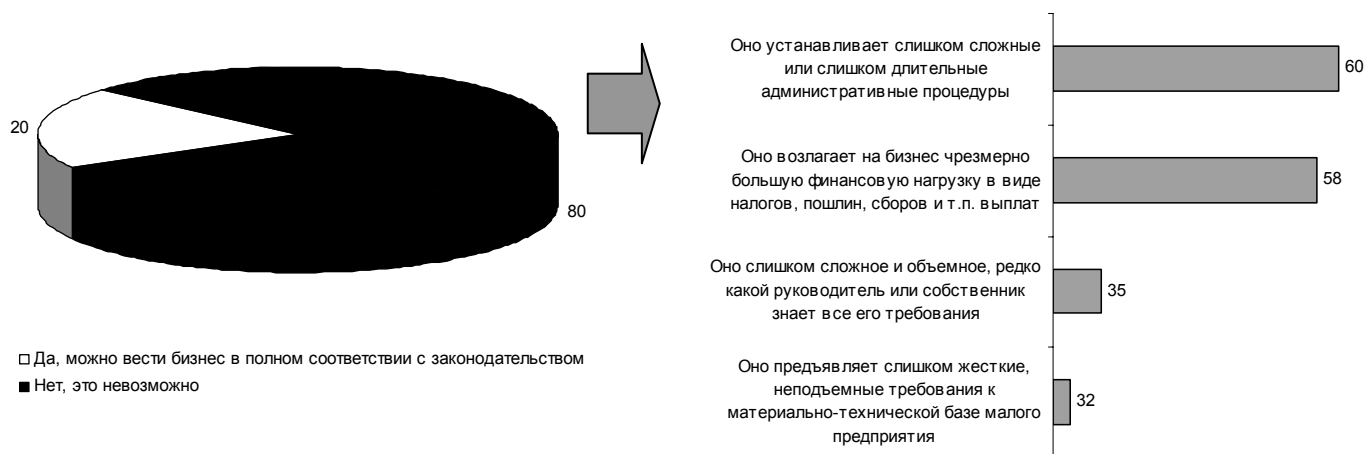 20
80
□ Да, можно вести бизнес в полном соответствии с законодательством
■ Нет, это невозможно
Оно устанавливает слишком сложные
или слишком длительные
административные процедуры
60
Оно возлагает на бизнес чрезмерно
большую финансовую нагрузку в виде
налогов, пошлин, сборов и т.п. выплат
58
Оно слишком сложное и объемное, редко
какой руководитель или собственник
знает все его требования
35
Оно предъявляет слишком жесткие,
неподъемные требования к
материально-технической базе малого
предприятия
32